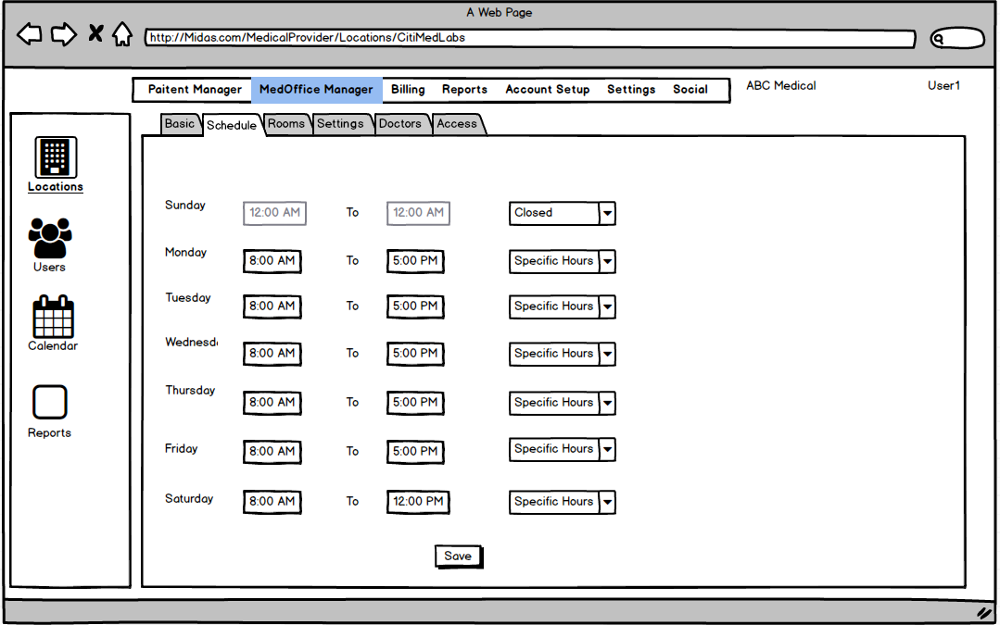 A Web Page
http://Midas.com/MedicalProvider/Locations/CitiMedLabs
Paitent Manager MedOffice Manager Billing Reports Account Setup Settings Social ABC Medical User1
Basic Schedule Rooms Settings Doctors Access
Locations
Users
Calendar
Reports
Sunday 12:00 AM To 12:00 AM Closed
Monday 8:00 AM To 5:00 PM Specific Hours
Tuesday 8:00 AM To 5:00 PM Specific Hours
Wednesd 8:00 AM To 5:00 PM Specific Hours
Thursday 8:00 AM To 5:00 PM Specific Hours
Friday 8:00 AM To 5:00 PM Specific Hours
Saturday 8:00 AM To 12:00 PM Specific Hours
Save